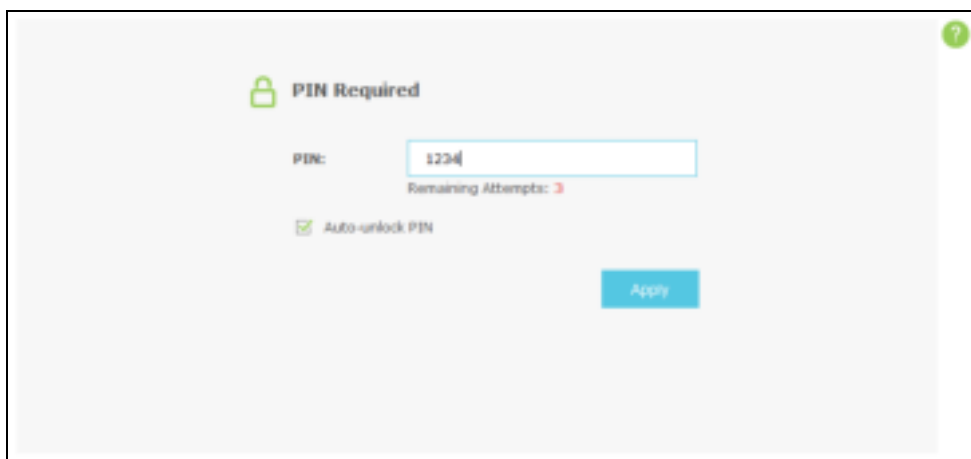 ?
PIN Required
PIN: 1234
Remaining Attempts: 3
Auto-unlock PIN
Apply